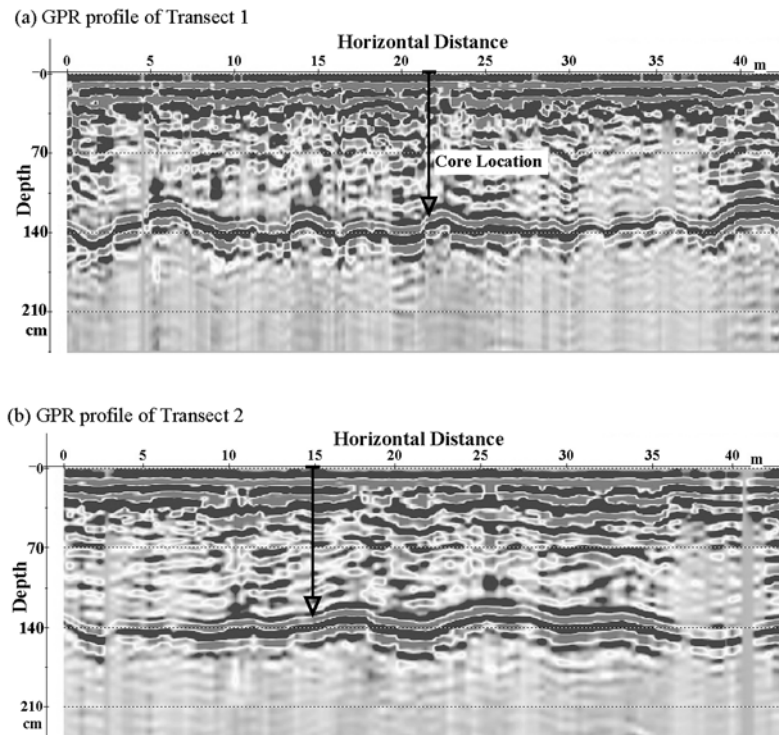 (a) GPR profile of Transect 1
Horizontal Distance
0 5 10 15 20 25 30 35 40 m
Depth
0
70
140
210
cm
Core Location
(b) GPR profile of Transect 2
Horizontal Distance
0 5 10 15 20 25 30 35 40 m
Depth
0
70
140
210
cm